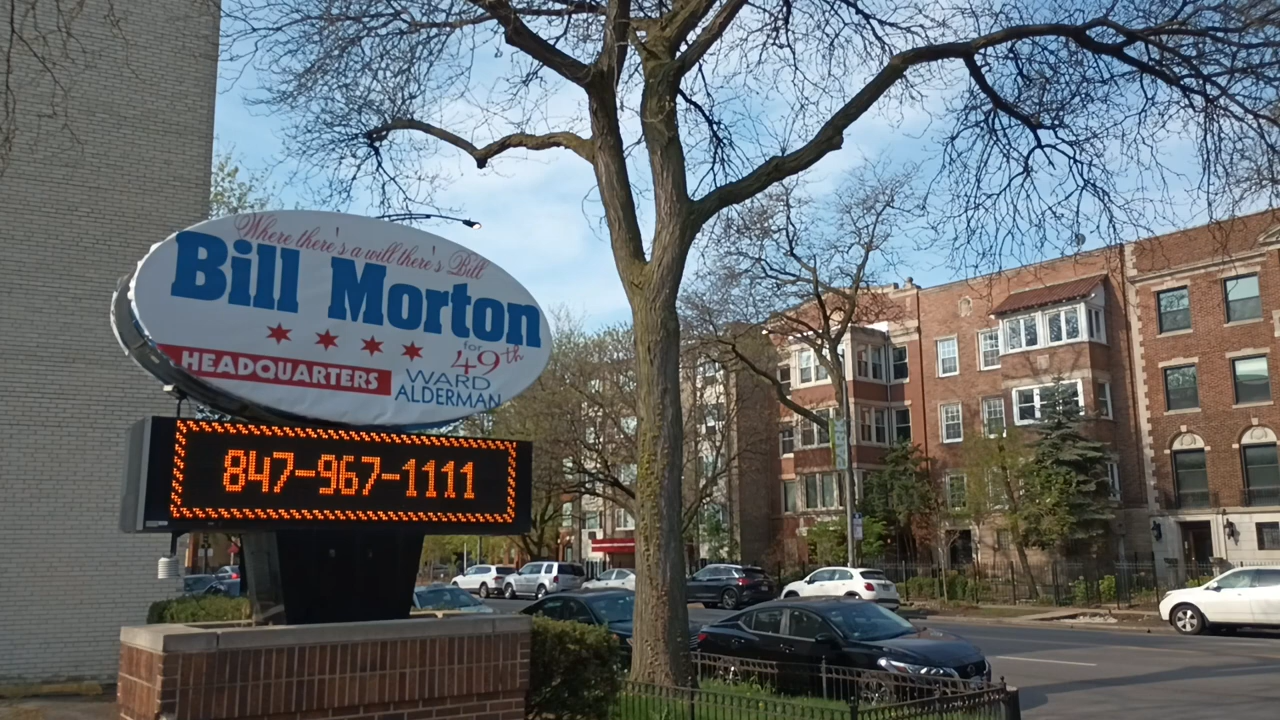 Where there's a will there's Bill
Bill Morton
for
49th
HEADQUARTERS
WARD
ALDERMAN
847-967-1111